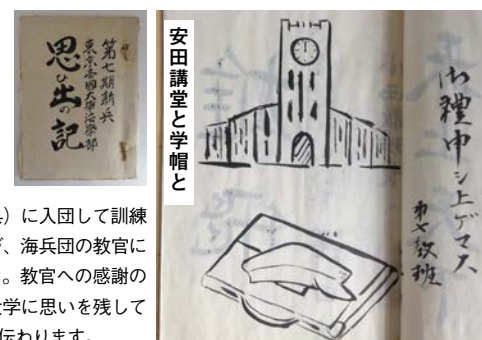 第七期新兵
東京帝國大學法學部
思ひ出の記
安田講堂と学帽と
御禮申シ上ゲマス
第七教班
兵）に入団して訓練
が、海兵団の教官に
。教官への感謝の
大学に思いを残して
伝わります。